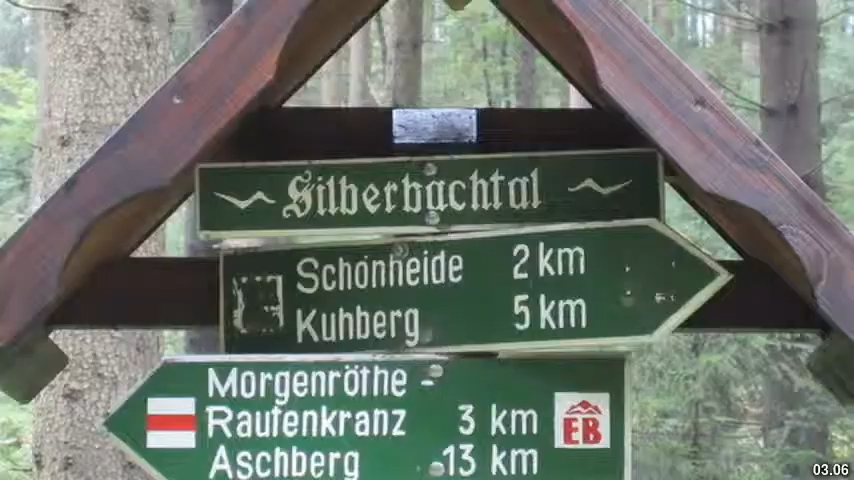 Silberbachtal
Schönheide 2 km
Kuhberg 5 km
Morgenröthe -
Rautenkranz 3 km
EB
Aschberg 13 km
03.06